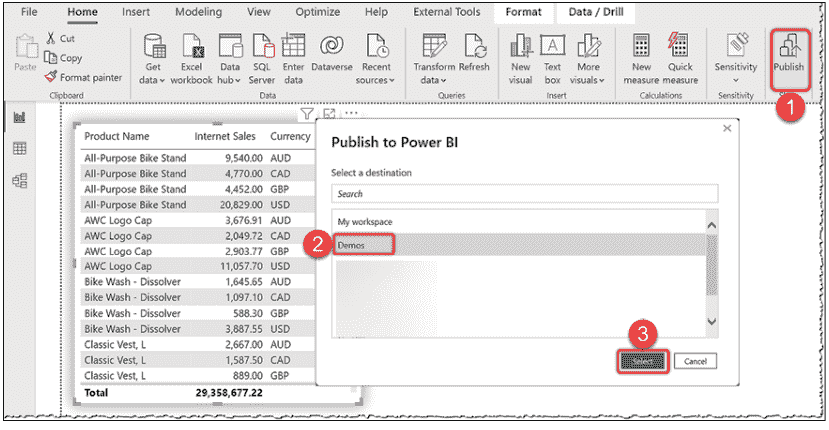 File Home Insert Modeling View Optimize Help External Tools Format Data / Drill
Paste
Cut
Copy
Format painter
Clipboard
Get data
Excel workbook
Data hub
SQL Server
Enter data
Dataverse
Recent sources
Data
Transform data
Refresh
Queries
New visual
Text box
More visuals
Insert
New measure
Quick measure
Calculations
Sensitivity
Sensitivity
Publish
1
Product Name Internet Sales Currency
All-Purpose Bike Stand 9,540.00 AUD
All-Purpose Bike Stand 4,770.00 CAD
All-Purpose Bike Stand 4,452.00 GBP
All-Purpose Bike Stand 20,829.00 USD
AWC Logo Cap 3,676.91 AUD
AWC Logo Cap 2,049.72 CAD
AWC Logo Cap 2,903.77 GBP
AWC Logo Cap 11,057.70 USD
Bike Wash - Dissolver 1,645.65 AUD
Bike Wash - Dissolver 1,097.10 CAD
Bike Wash - Dissolver 588.30 GBP
Bike Wash - Dissolver 3,887.55 USD
Classic Vest, L 2,667.00 AUD
Classic Vest, L 1,587.50 CAD
Classic Vest, L 889.00 GBP
Total 29,358,677.22
Publish to Power BI
Select a destination
Search
My workspace
2
Demos
3
Cancel